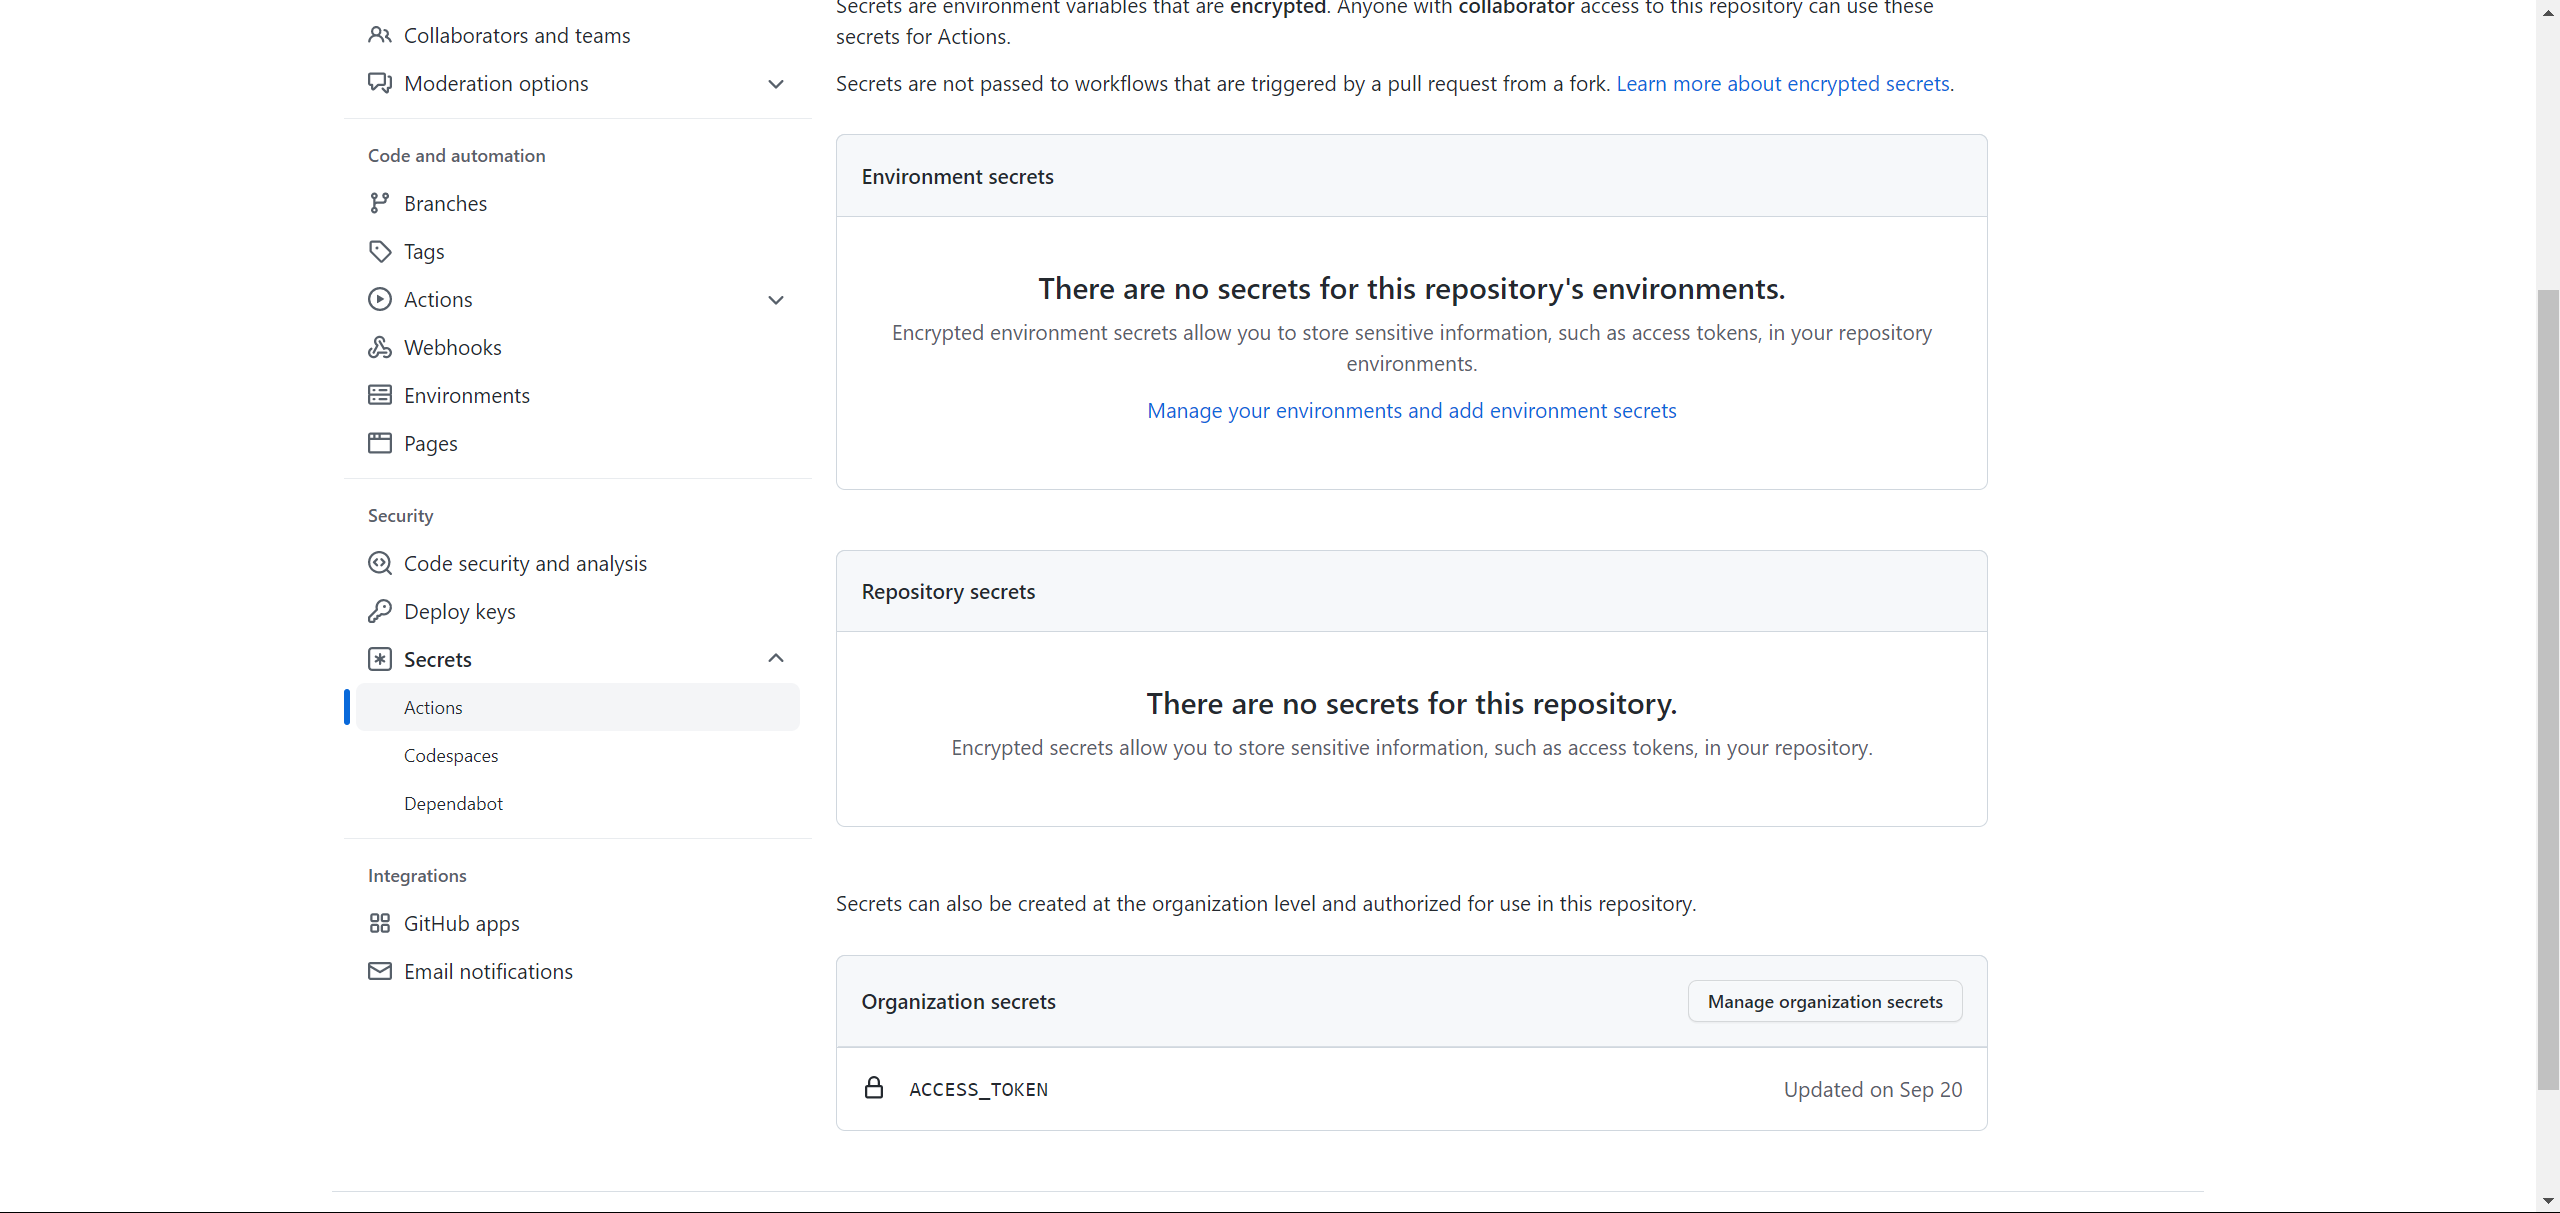 Collaborators and teams
Moderation options
Code and automation
Branches
Tags
Actions
Webhooks
Environments
Pages
Security
Code security and analysis
Deploy keys
Secrets
Actions
Codespaces
Dependabot
Integrations
GitHub apps
Email notifications
Secrets are environment variables that are encrypted. Anyone with collaborator access to this repository can use these
secrets for Actions.
Secrets are not passed to workflows that are triggered by a pull request from a fork. Learn more about encrypted secrets.
Environment secrets
There are no secrets for this repository's environments.
Encrypted environment secrets allow you to store sensitive information, such as access tokens, in your repository
environments.
Manage your environments and add environment secrets
Repository secrets
There are no secrets for this repository.
Encrypted secrets allow you to store sensitive information, such as access tokens, in your repository.
Secrets can also be created at the organization level and authorized for use in this repository.
Organization secrets
Manage organization secrets
ACCESS_TOKEN
Updated on Sep 20